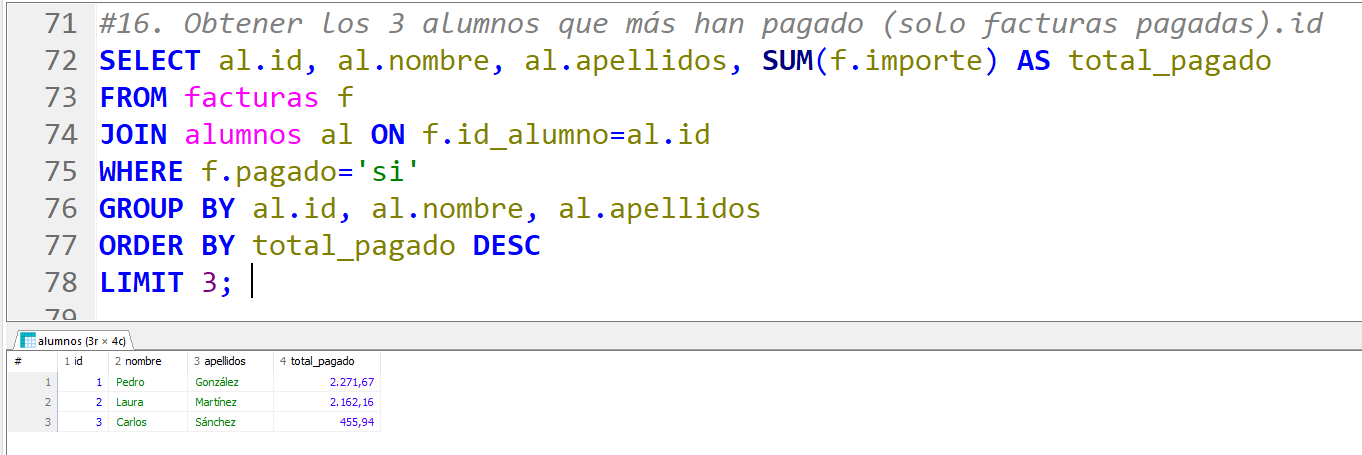 71 #16. Obtener los 3 alumnos que más han pagado (solo facturas pagadas).id
72 SELECT al.id, al.nombre, al.apellidos, SUM(f.importe) AS total_pagado
73 FROM facturas f
74 JOIN alumnos al ON f.id_alumno=al.id
75 WHERE f.pagado='si'
76 GROUP BY al.id, al.nombre, al.apellidos
77 ORDER BY total_pagado DESC
78 LIMIT 3;
79
alumnos (3r × 4c)
# 1 id 2 nombre 3 apellidos 4 total_pagado
1 1 Pedro González 2.271,67
2 2 Laura Martínez 2.162,16
3 3 Carlos Sánchez 455,94